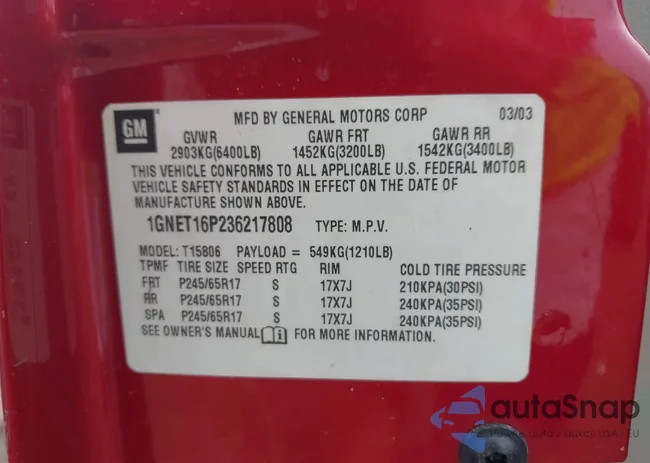 GM
MFD BY GENERAL MOTORS CORP 03/03
GVWR GAWR FRT GAWR RR
2903KG(6400LB) 1452KG(3200LB) 1542KG(3400LB)
THIS VEHICLE CONFORMS TO ALL APPLICABLE U.S. FEDERAL MOTOR
VEHICLE SAFETY STANDARDS IN EFFECT ON THE DATE OF
MANUFACTURE SHOWN ABOVE.
1GNET16P236217808 TYPE: M.P.V.
MODEL: T15806 PAYLOAD = 549KG(1210LB)
TPMF TIRE SIZE SPEED RTG RIM COLD TIRE PRESSURE
FRT P245/65R17 S 17X7J 210KPA(30PSI)
RR P245/65R17 S 17X7J 240KPA(35PSI)
SPA P245/65R17 S 17X7J 240KPA(35PSI)
SEE OWNER'S MANUAL FOR MORE INFORMATION.
autoSnap